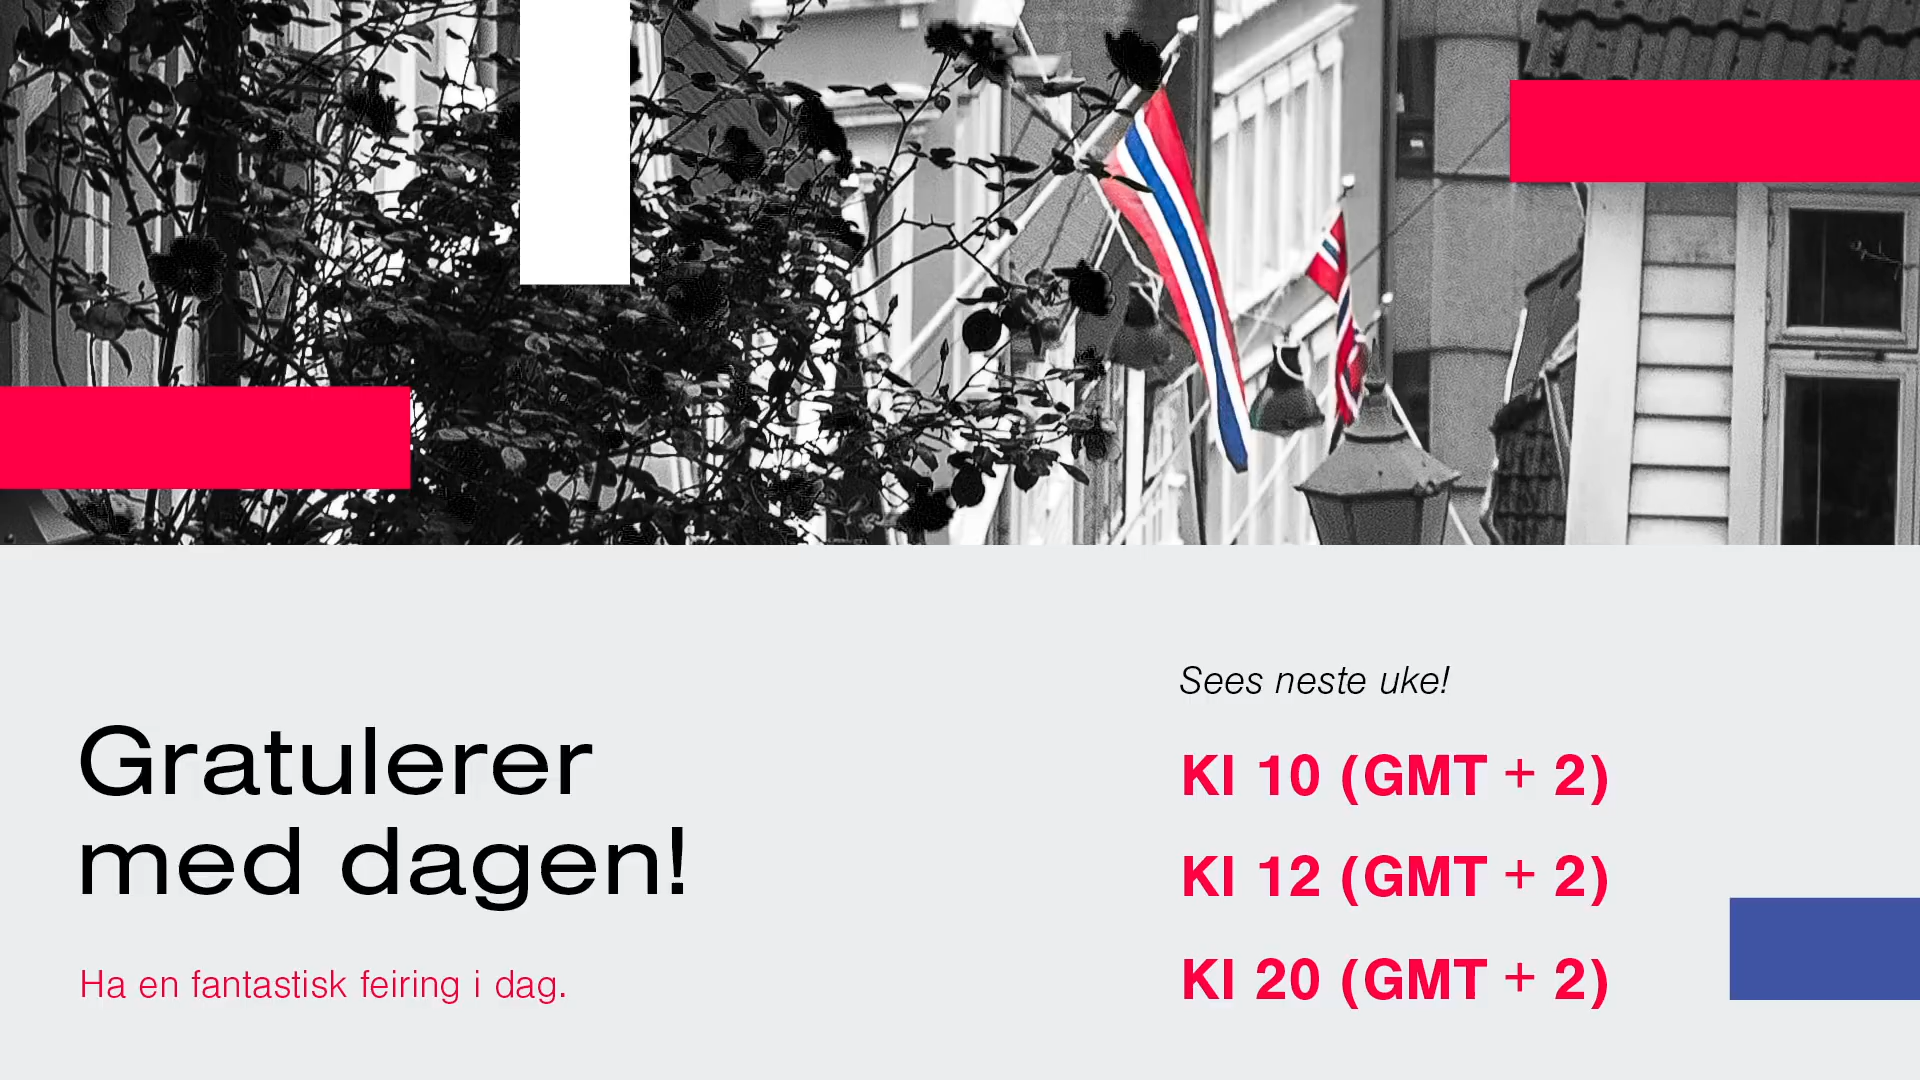 Gratulerer
med dagen!
Ha en fantastisk feiring i dag.
Sees neste uke!
Kl 10 (GMT + 2)
Kl 12 (GMT + 2)
Kl 20 (GMT + 2)